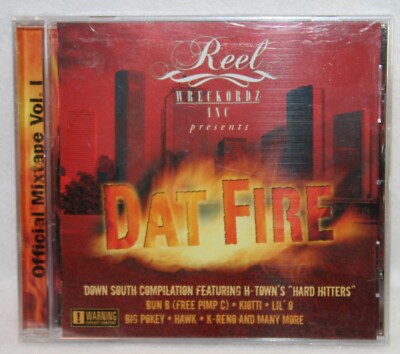 Official Mixtape Vol. I
Reel
WRECKORDZ
INC
presents
DAT FIRE
DOWN SOUTH COMPILATION FEATURING H-TOWN'S "HARD HITTERS"
BUN B (FREE PIMP C) • KIOTTI • LIL' O
BIG POKEY • HAWK • K-RENO AND MANY MORE
! WARNING